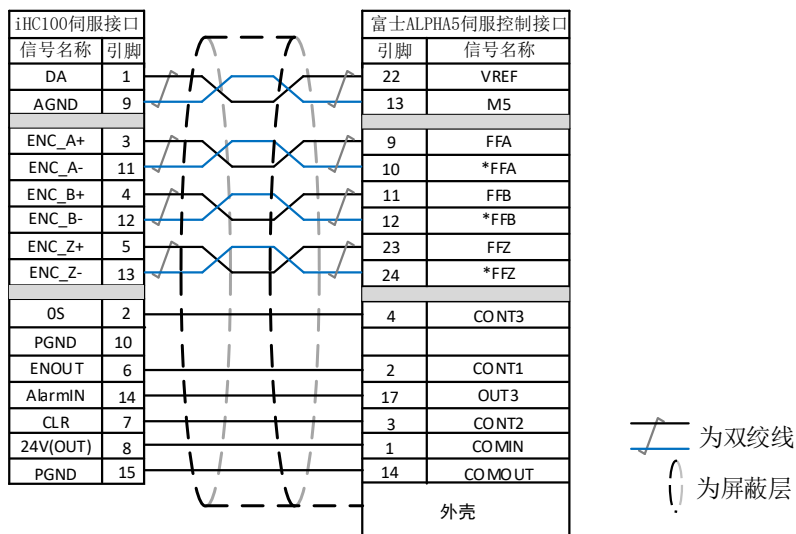 iHC100伺服接口 富士ALPHA5伺服控制接口
信号名称 引脚 引脚 信号名称
DA 1 22 VREF
AGND 9 13 M5
ENC_A+ 3 9 FFA
ENC_A- 11 10 *FFA
ENC_B+ 4 11 FFB
ENC_B- 12 12 *FFB
ENC_Z+ 5 23 FFZ
ENC_Z- 13 24 *FFZ
0S 2 4 CONT3
PGND 10
ENOUT 6 2 CONT1
AlarmIN 14 17 OUT3
CLR 7 3 CONT2
24V(OUT) 8 1 COMIN
PGND 15 14 COMOUT
外壳
为双绞线
为屏蔽层